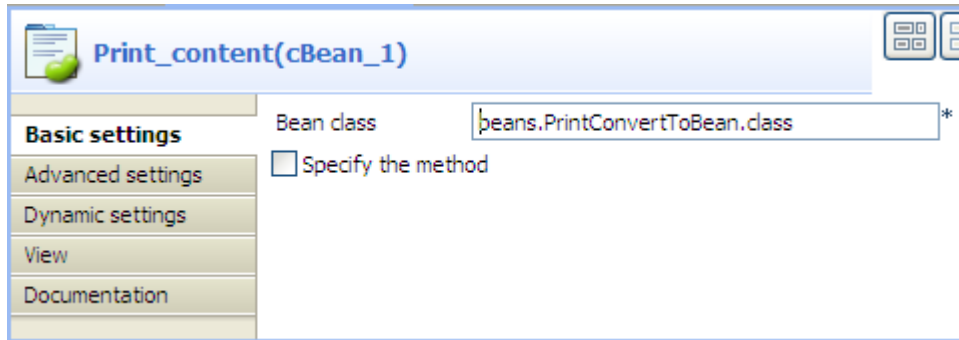 Print_content(cBean_1)
Basic settings
Bean class beans.PrintConvertToBean.class *
Specify the method
Advanced settings
Dynamic settings
View
Documentation